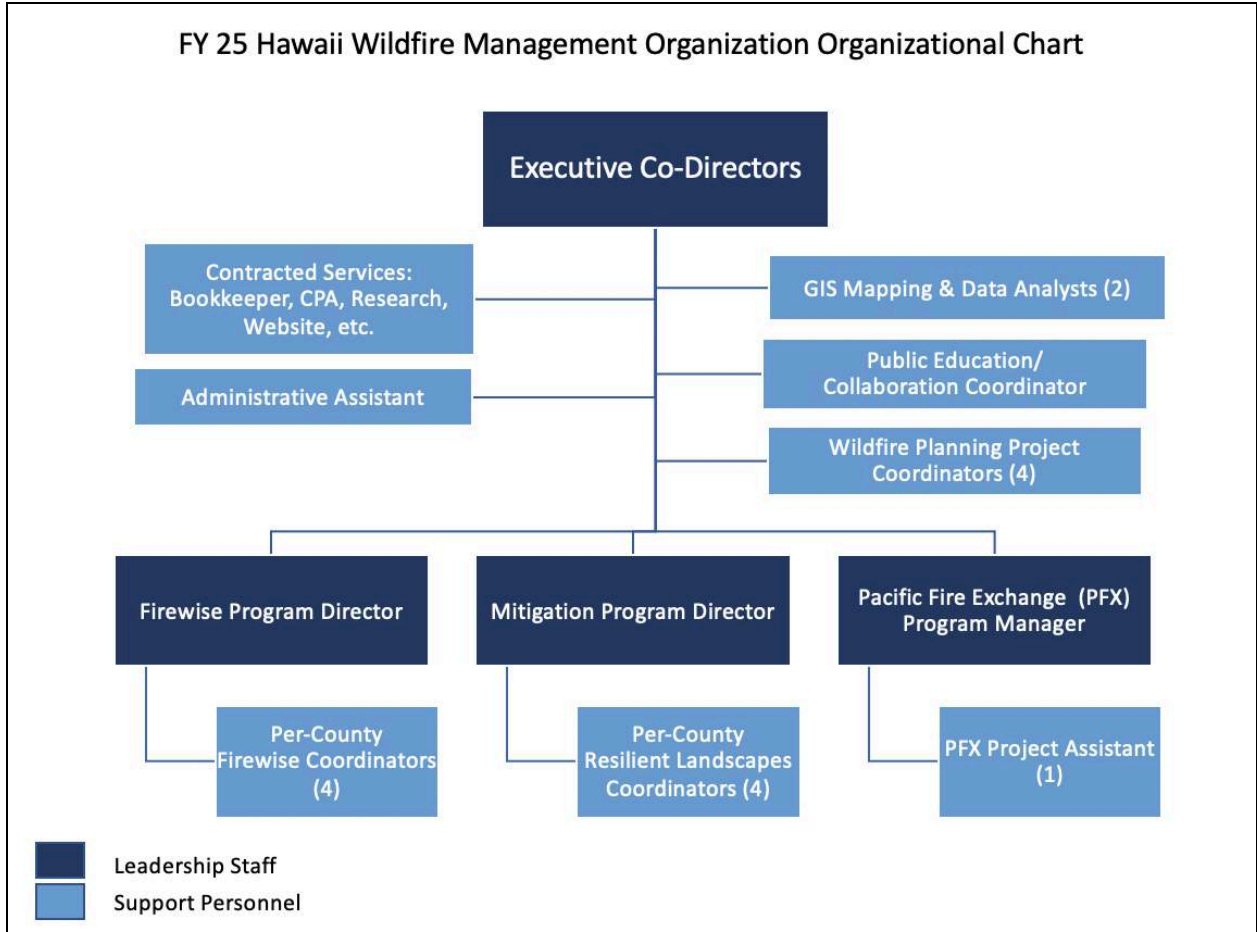 FY 25 Hawaii Wildfire Management Organization Organizational Chart
Executive Co-Directors
Contracted Services:
Bookkeeper, CPA, Research,
Website, etc.
GIS Mapping & Data Analysts (2)
Administrative Assistant
Public Education/
Collaboration Coordinator
Wildfire Planning Project
Coordinators (4)
Firewise Program Director
Mitigation Program Director
Pacific Fire Exchange (PFX)
Program Manager
Per-County
Firewise Coordinators
(4)
Per-County
Resilient Landscapes
Coordinators (4)
PFX Project Assistant
(1)
Leadership Staff
Support Personnel